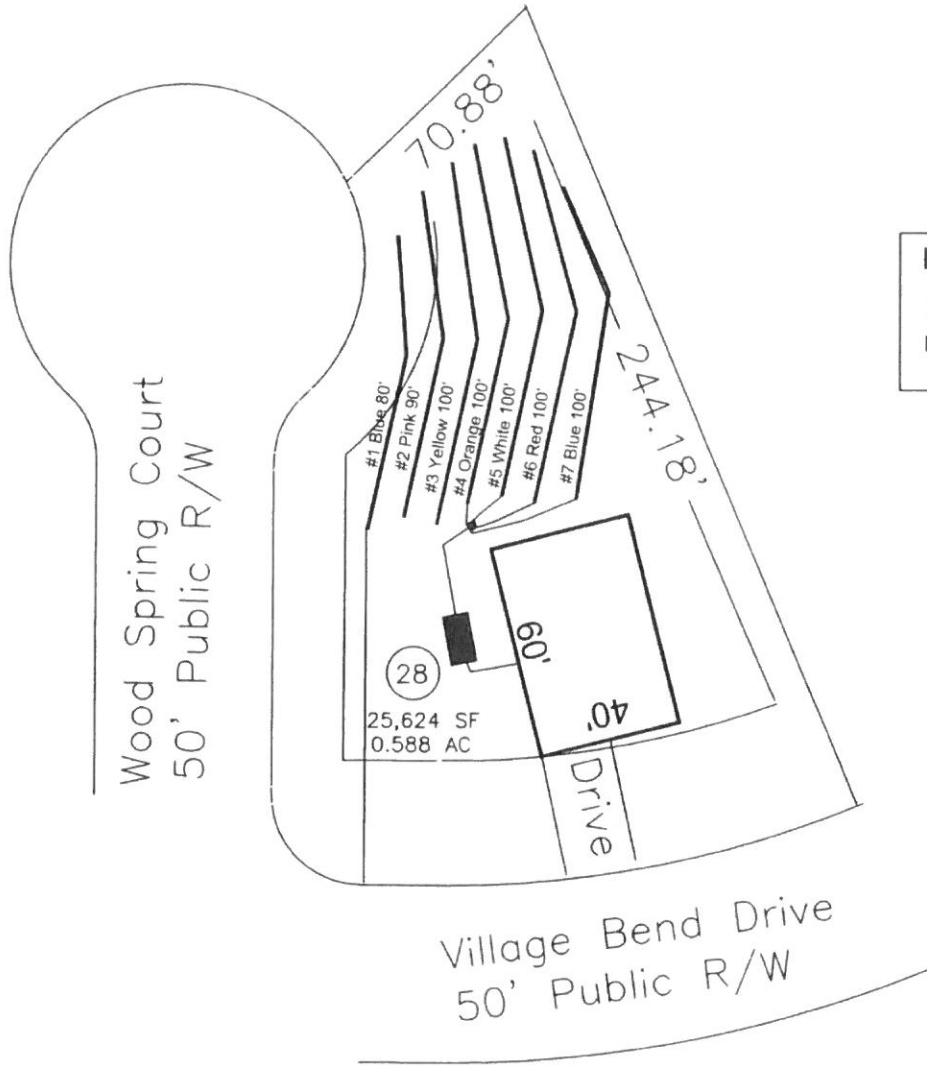 70.88'
Wood Spring Court
50' Public R/W
#1 Blue 80'
#2 Pink 90'
#3 Yellow 100'
#4 Orange 100'
#5 White 100'
#6 Red 100'
#7 Blue 100'
244.18'
60'
28
40'
25,624 SF
0.588 AC
Drive
Village Bend Drive
50' Public R/W